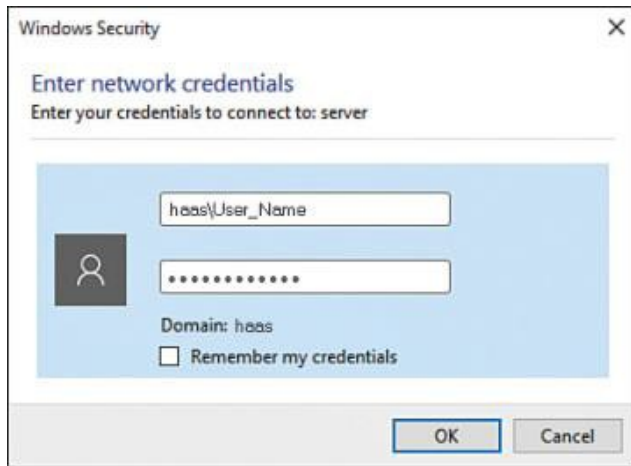 Windows Security
Enter network credentials
Enter your credentials to connect to: server
haas\User_Name
••••••••••••
Domain: haas
Remember my credentials
OK
Cancel